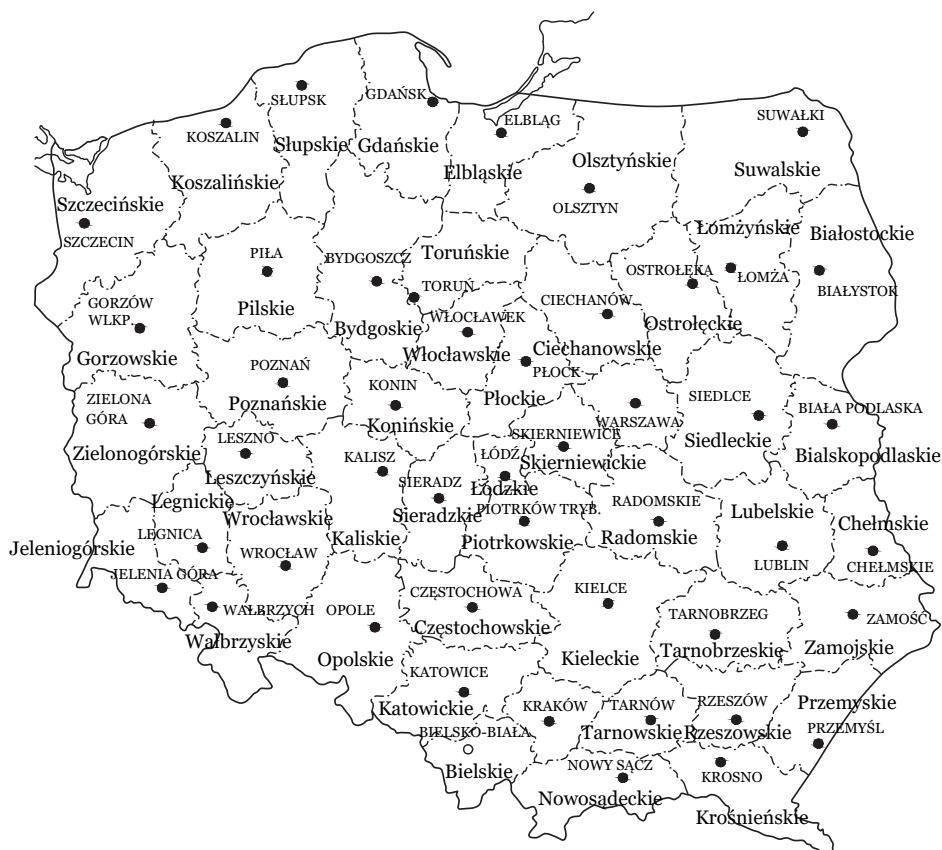 SŁUPSK
GDAŃSK
KOSZALIN
Słupskie
Gdańskie
ELBLĄG
SUWAŁKI
Olsztyńskie
Elbląskie
Suwalskie
Koszalińskie
Szczecińskie
OLSZTYN
SZCZECIN
Łomżyńskie
Białostockie
PIŁA
BYDGOSZCZ
Toruńskie
OSTROŁĘKA
ŁOMŻA
TORUŃ
BIAŁYSTOK
GORZÓW
WLKP.
Pilskie
CIECHANÓW
WŁOCŁAWEK
Bydgoskie
Ostrołęckie
Gorzowskie
Włocławskie
Ciechanowskie
POZNAŃ
PŁOCK
KONIN
Poznańskie
Płockie
ZIELONA
GÓRA
SIEDLCE
BIAŁA PODLASKA
WARSZAWA
Konińskie
SKIERNIEWICE
LESZNO
Siedleckie
Zielonogórskie
KALISZ
ŁÓDŹ
Skierniewickie
Bialskopodlaskie
Leszczyńskie
SIERADZ
Łódzkie
Legnickie
PIOTRKÓW TRYB.
RADOMSKIE
Lubelskie
Wrocławskie
Sieradzkie
Chełmskie
Jeleniogórskie
LEGNICA
Kaliskie
Piotrkowskie
Radomskie
WROCŁAW
LUBLIN
CHEŁMSKIE
JELENIA GÓRA
CZĘSTOCHOWA
KIELCE
WAŁBRZYCH
OPOLE
TARNOBRZEG
ZAMOŚĆ
Częstochowskie
Wałbrzyskie
Tarnobrzeskie
Zamojskie
Opolskie
Kieleckie
KATOWICE
Katowickie
KRAKÓW
TARNÓW
RZESZÓW
Przemyskie
BIELSKO-BIAŁA
Tarnowskie
Rzeszowskie
PRZEMYŚL
Bielskie
NOWY SĄCZ
KROSNO
Nowosądeckie
Krośnieńskie